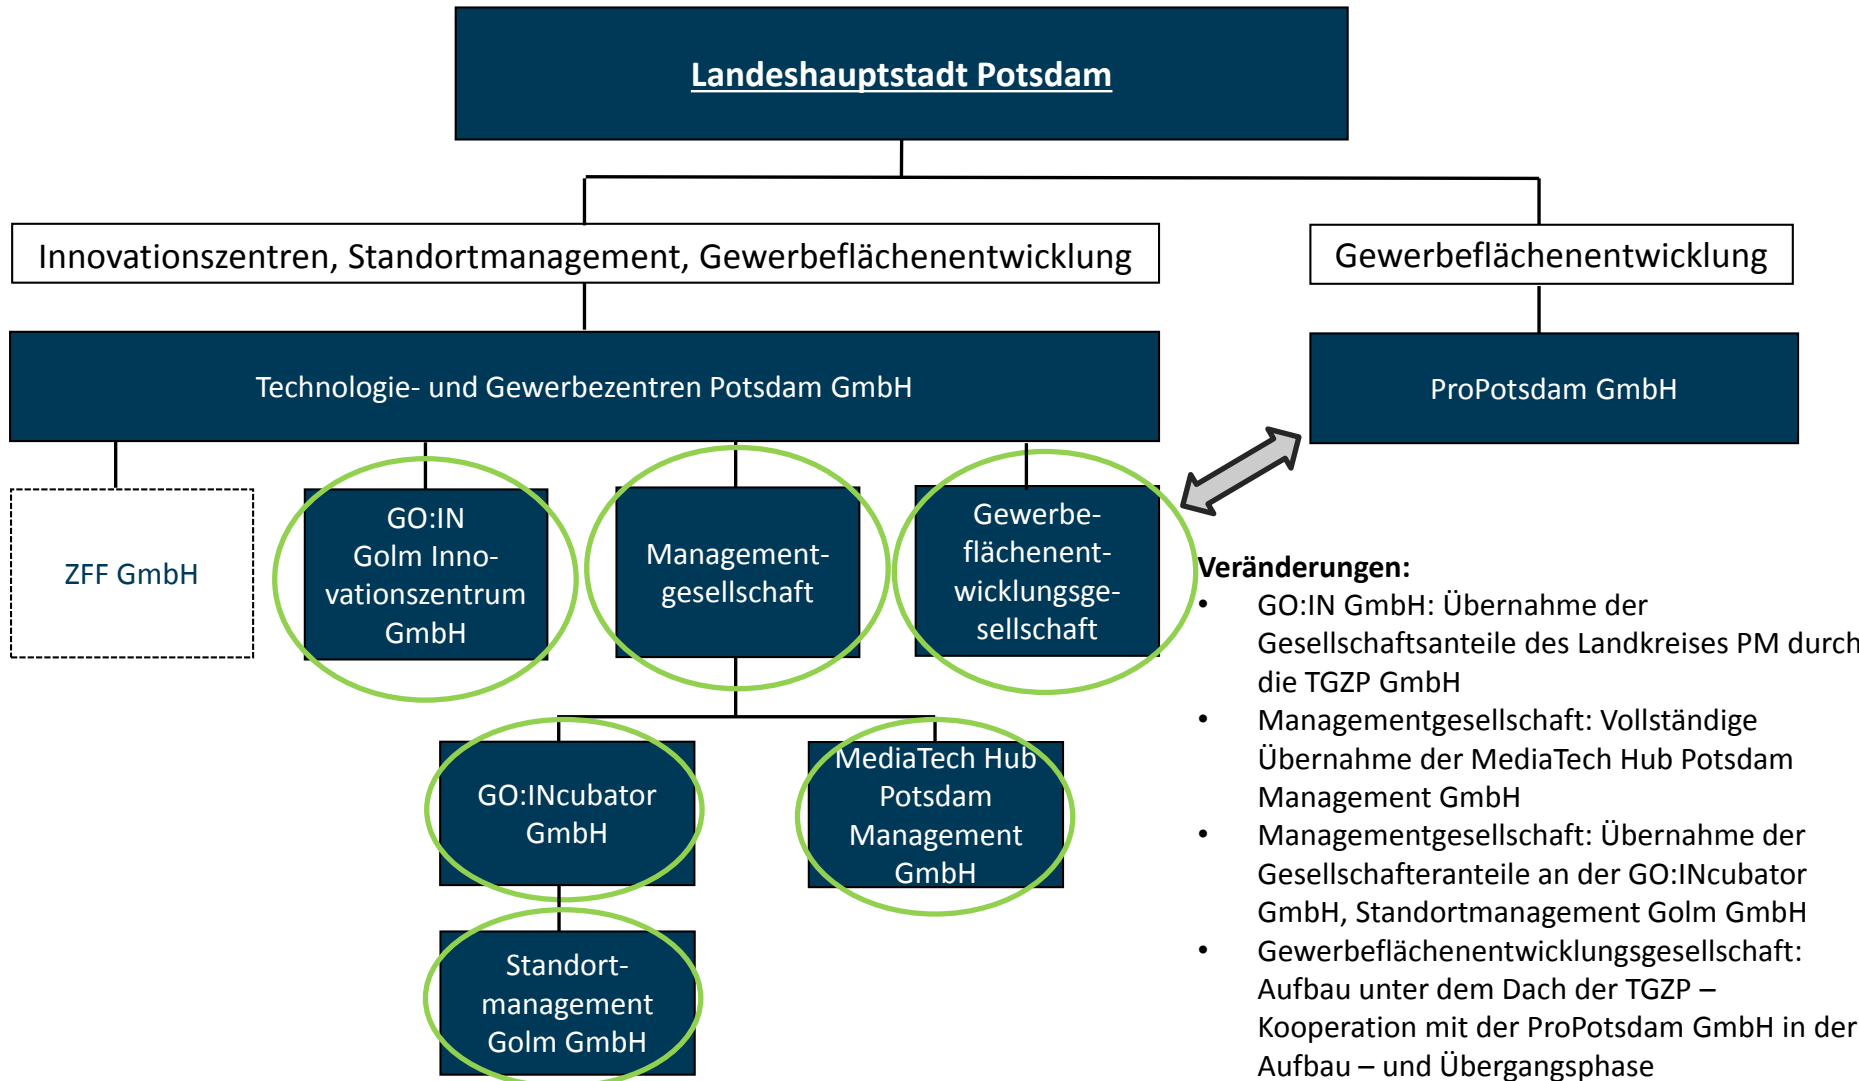 Landeshauptstadt Potsdam
Innovationszentren, Standortmanagement, Gewerbeflächenentwicklung
Gewerbeflächenentwicklung
Technologie- und Gewerbezentren Potsdam GmbH
ProPotsdam GmbH
ZFF GmbH
GO:IN
Golm Inno-
vationszentrum
GmbH
Management-
gesellschaft
Gewerbe-
flächenent-
wicklungsge-
sellschaft
GO:INcubator
GmbH
MediaTech Hub
Potsdam
Management
GmbH
Standort-
management
Golm GmbH
Veränderungen:
• GO:IN GmbH: Übernahme der
Gesellschaftsanteile des Landkreises PM durch
die TGZP GmbH
• Managementgesellschaft: Vollständige
Übernahme der MediaTech Hub Potsdam
Management GmbH
• Managementgesellschaft: Übernahme der
Gesellschafteranteile an der GO:INcubator
GmbH, Standortmanagement Golm GmbH
• Gewerbeflächenentwicklungsgesellschaft:
Aufbau unter dem Dach der TGZP –
Kooperation mit der ProPotsdam GmbH in der
Aufbau – und Übergangsphase